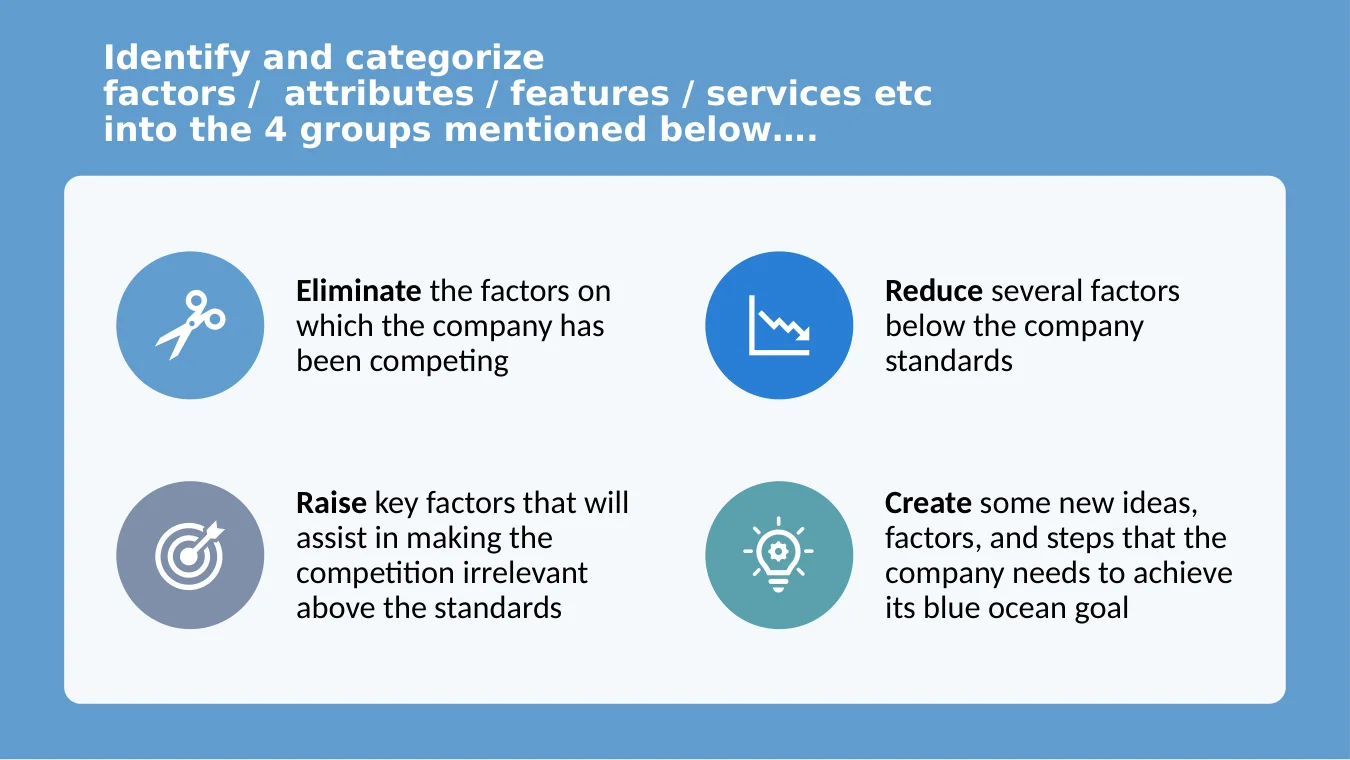 Identify and categorize
factors /  attributes / features / services etc
into the 4 groups mentioned below….
Eliminate the factors on
which the company has
been competing
Reduce several factors
below the company
standards
Raise key factors that will
assist in making the
competition irrelevant
above the standards
Create some new ideas,
factors, and steps that the
company needs to achieve
its blue ocean goal